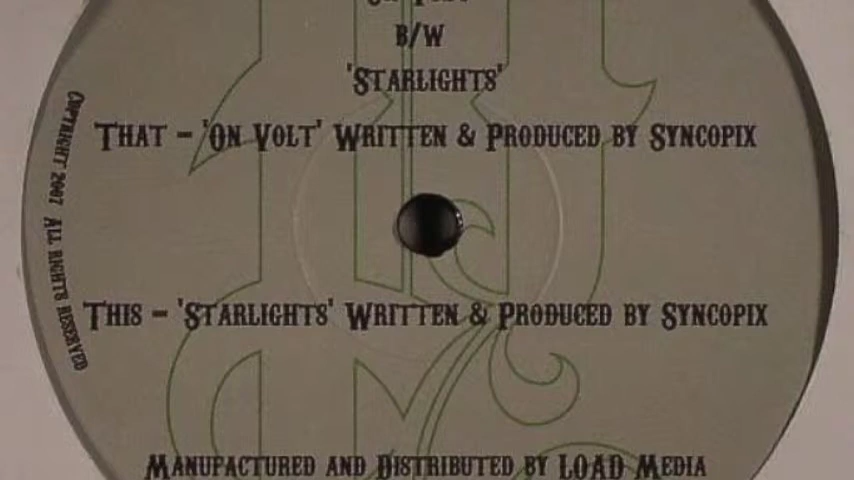 B/W
'Starlights'
That – 'On Volt' Written & Produced by Syncopix
This – 'Starlights' Written & Produced by Syncopix
Manufactured and Distributed by LOAD Media
Copyright 2007 All rights reserved